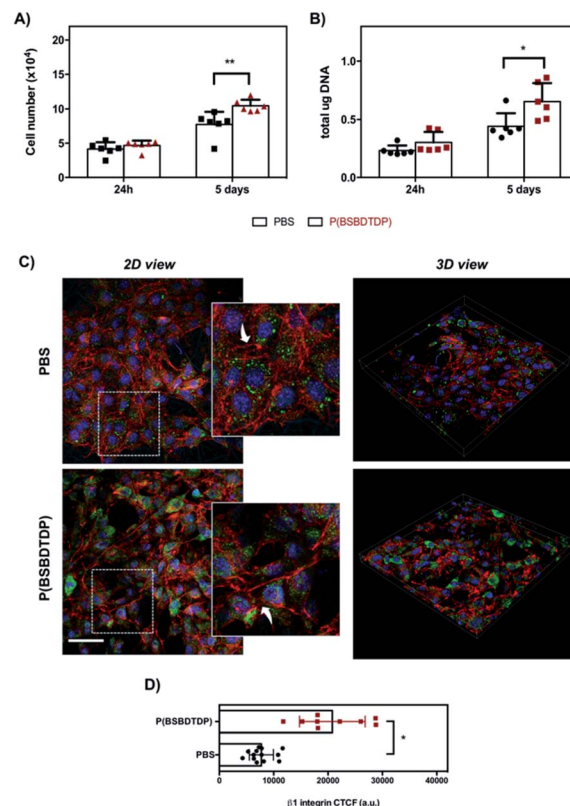 A)
B)
Cell number (x10⁴)
20
15
10
5
0
**
24h
5 days
total ug DNA
1.0
0.5
0.0
*
24h
5 days
PBS
P(BSBDTDP)
C)
2D view
3D view
PBS
P(BSBDTDP)
D)
P(BSBDTDP)
PBS
*
0
10000
20000
30000
40000
β1 integrin CTCF (a.u.)